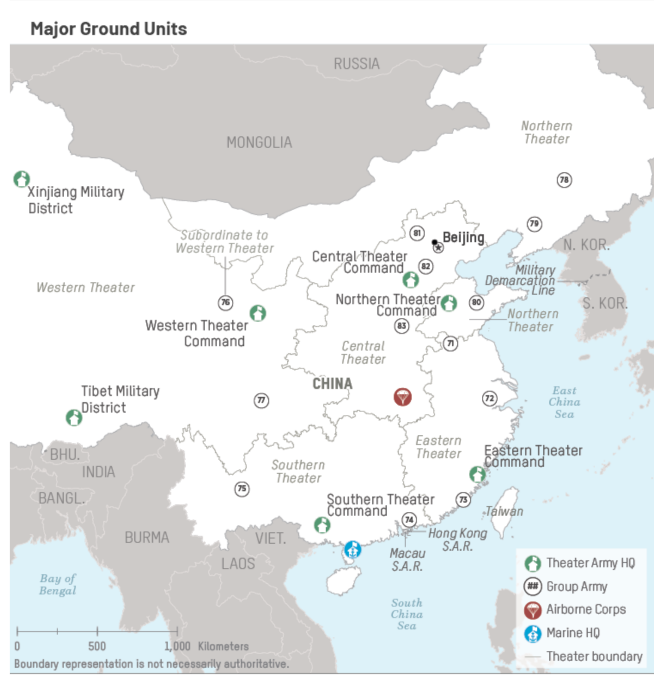 Major Ground Units
RUSSIA
MONGOLIA
Northern
Theater
78
Xinjiang Military
District
79
81
Beijing
Subordinate to
Western Theater
N. KOR.
Central Theater
Command
82
Military
Demarcation
Line
Western Theater
76
Northern Theater
Command
80
S. KOR.
Western Theater
Command
83
Northern
Theater
71
Central
Theater
CHINA
Tibet Military
District
77
72
East
China
Sea
Eastern
Theater
Eastern Theater
Command
BHU.
INDIA
Southern
Theater
75
Southern Theater
Command
73
BANGL.
74
Taiwan
BURMA
VIET.
Hong Kong
S.A.R.
Macau
S.A.R.
LAOS
Bay of
Bengal
South
China
Sea
Theater Army HQ
## Group Army
Airborne Corps
Marine HQ
Theater boundary
0 500 1,000 Kilometers
Boundary representation is not necessarily authoritative.